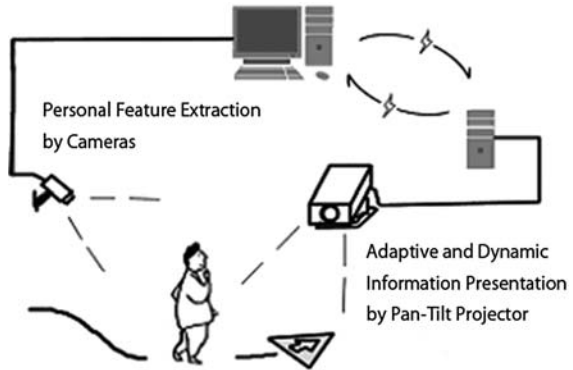 Personal Feature Extraction
by Cameras
Adaptive and Dynamic
Information Presentation
by Pan-Tilt Projector